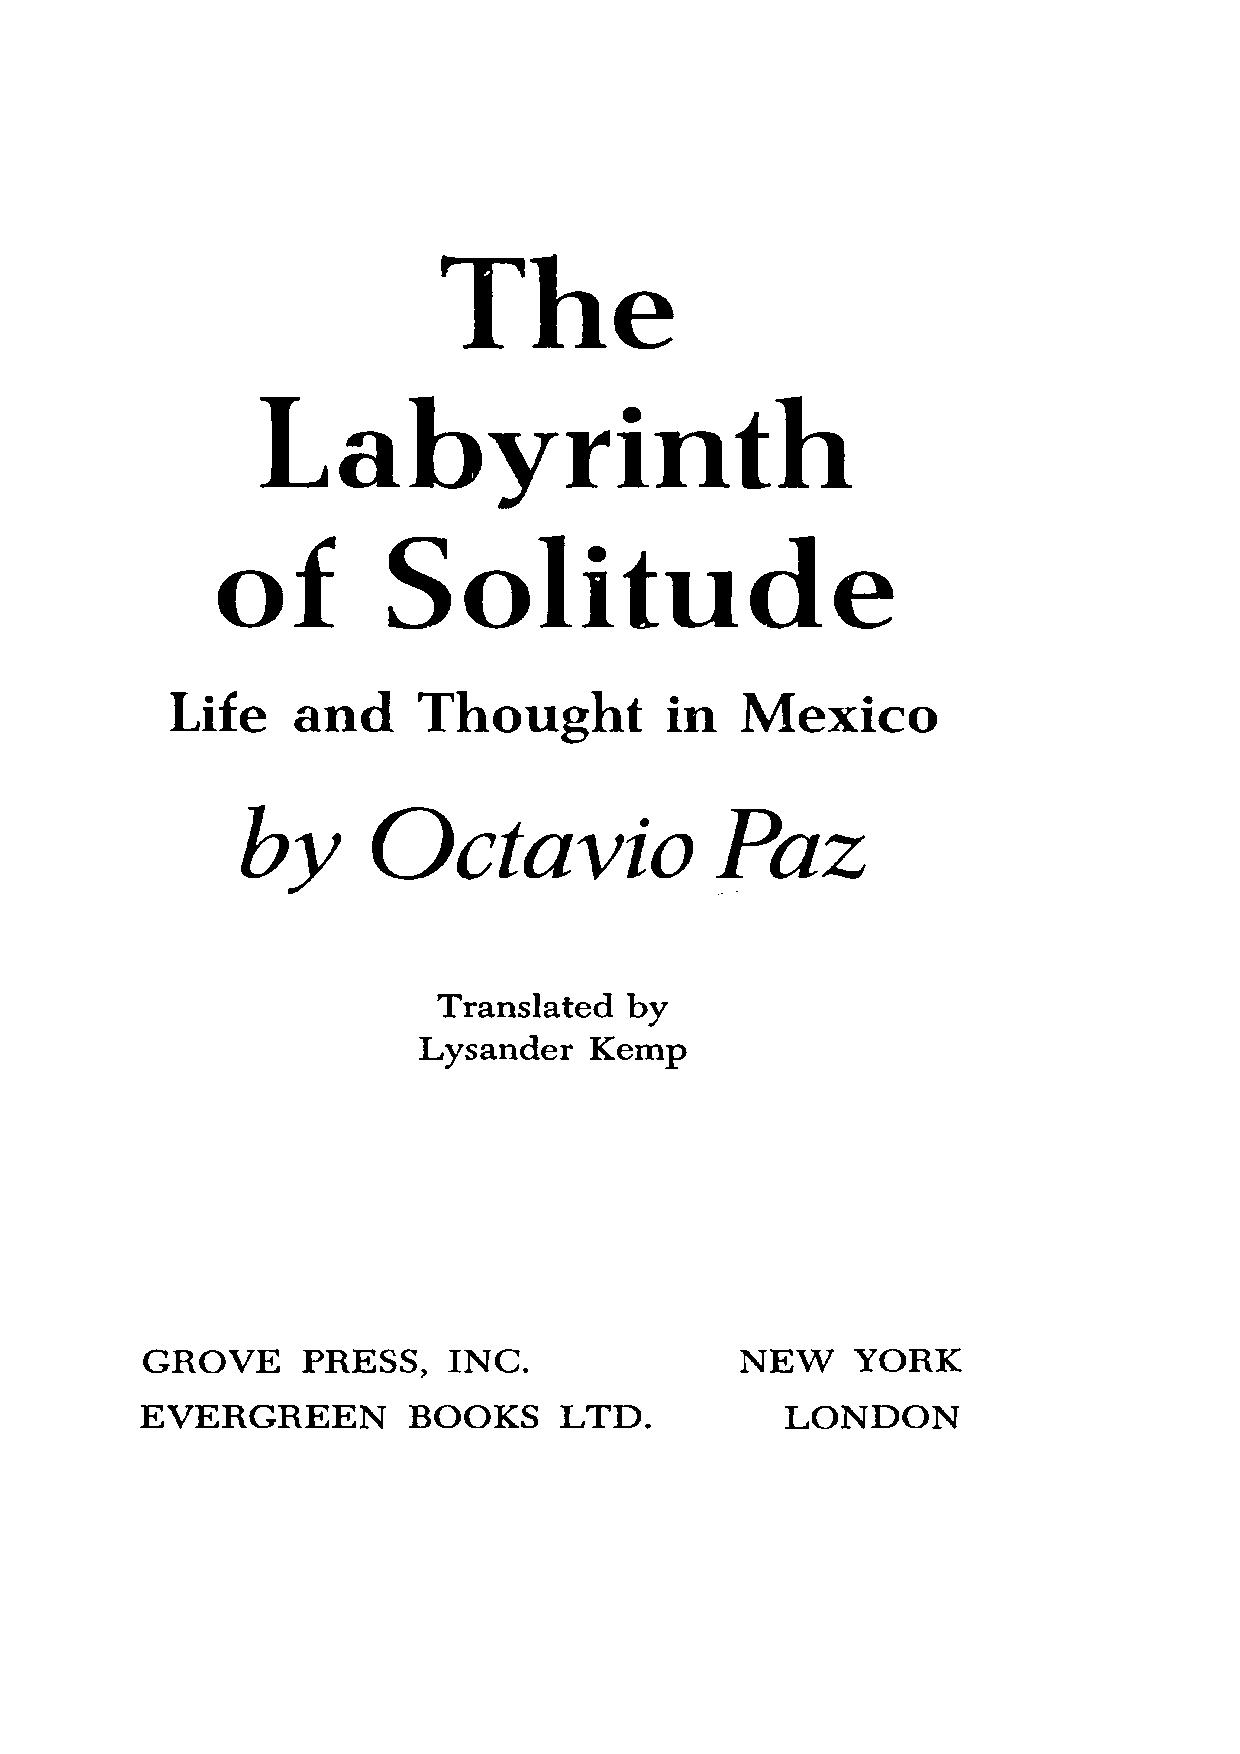 The
Labyrinth
of Solitude
Life and Thought in Mexico
by Octavio Paz
Translated by
Lysander Kemp
GROVE PRESS, INC. NEW YORK
EVERGREEN BOOKS LTD. LONDON